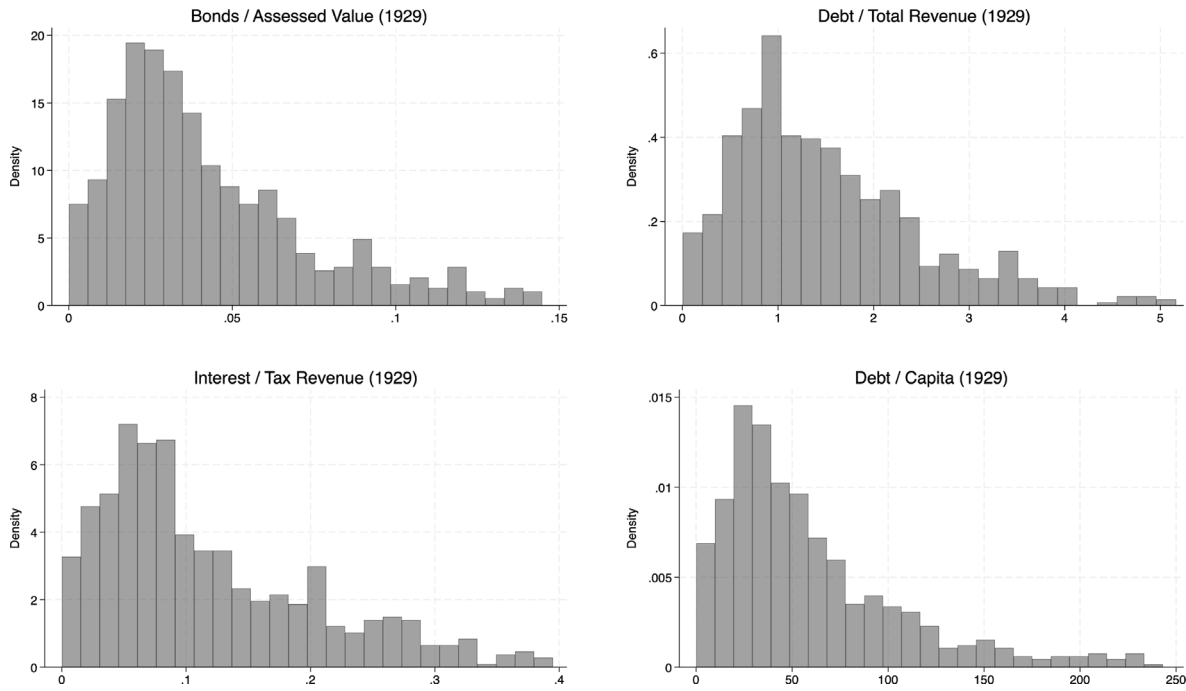 Bonds / Assessed Value (1929)
20
15
10
5
0
Density
0 .05 .1 .15
Debt / Total Revenue (1929)
.6
.4
.2
0
Density
0 1 2 3 4 5
Interest / Tax Revenue (1929)
8
6
4
2
0
Density
0 .1 .2 .3 .4
Debt / Capita (1929)
.015
.01
.005
0
Density
0 50 100 150 200 250